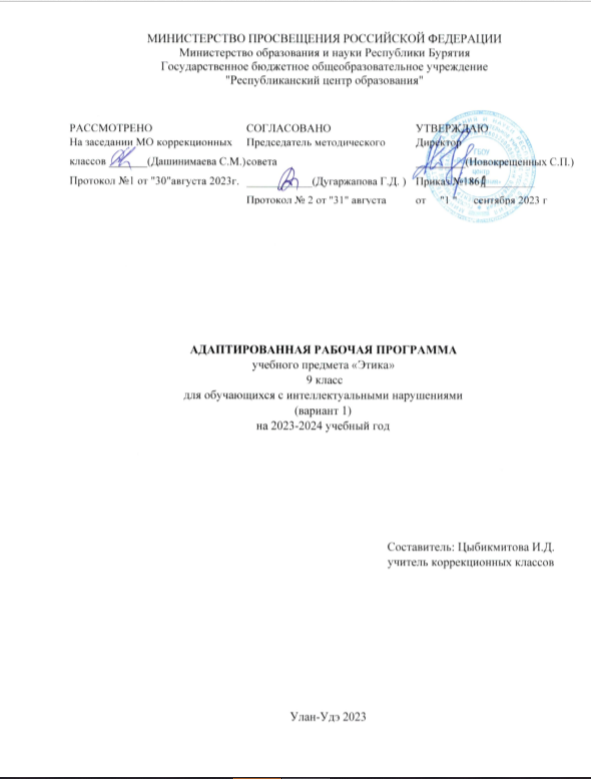 МИНИСТЕРСТВО ПРОСВЕЩЕНИЯ РОССИЙСКОЙ ФЕДЕРАЦИИ
Министерство образования и науки Республики Бурятия
Государственное бюджетное общеобразовательное учреждение
"Республиканский центр образования"
РАССМОТРЕНО
На заседании МО коррекционных
классов ______(Дашинимаева С.М.)
Протокол №1 от "30"августа 2023г.
СОГЛАСОВАНО
Председатель методического
совета
___________(Дугаржапова Г.Д. )
Протокол № 2 от "31" августа
УТВЕРЖДАЮ
Директор
________(Новокрещенных С.П.)
Приказ №186
от "1 " сентября 2023 г
АДАПТИРОВАННАЯ РАБОЧАЯ ПРОГРАММА
учебного предмета «Этика»
9 класс
для обучающихся с интеллектуальными нарушениями
(вариант 1)
на 2023-2024 учебный год
Составитель: Цыбикмитова И.Д.
учитель коррекционных классов
Улан-Удэ 2023